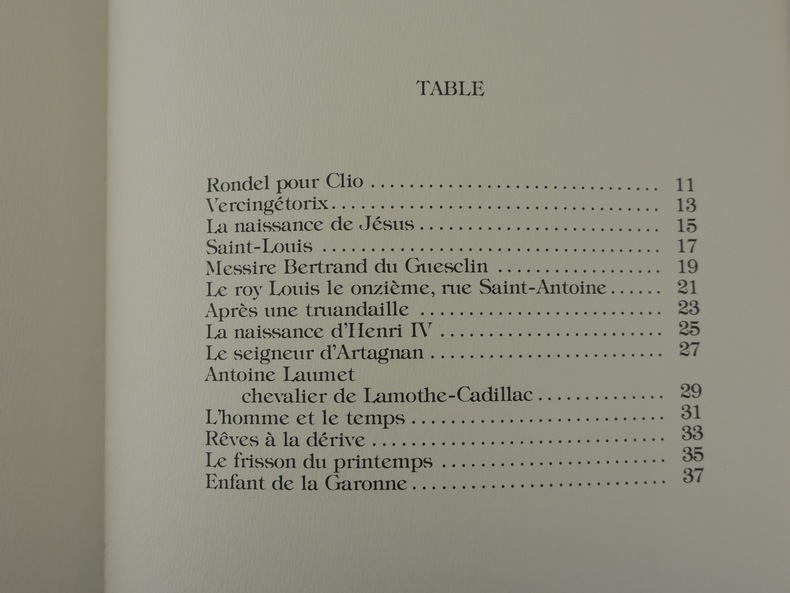 TABLE
Rondel pour Clio .............................. 11
Vercingétorix.................................. 13
La naissance de Jésus......................... 15
Saint-Louis ................................... 17
Messire Bertrand du Guesclin ................. 19
Le roy Louis le onzième, rue Saint-Antoine...... 21
Après une truandaille ......................... 23
La naissance d'Henri IV ....................... 25
Le seigneur d'Artagnan ........................ 27
Antoine Laumet
chevalier de Lamothe-Cadillac............. 29
L'homme et le temps.......................... 31
Rêves à la dérive .............................. 33
Le frisson du printemps ....................... 35
Enfant de la Garonne.......................... 37